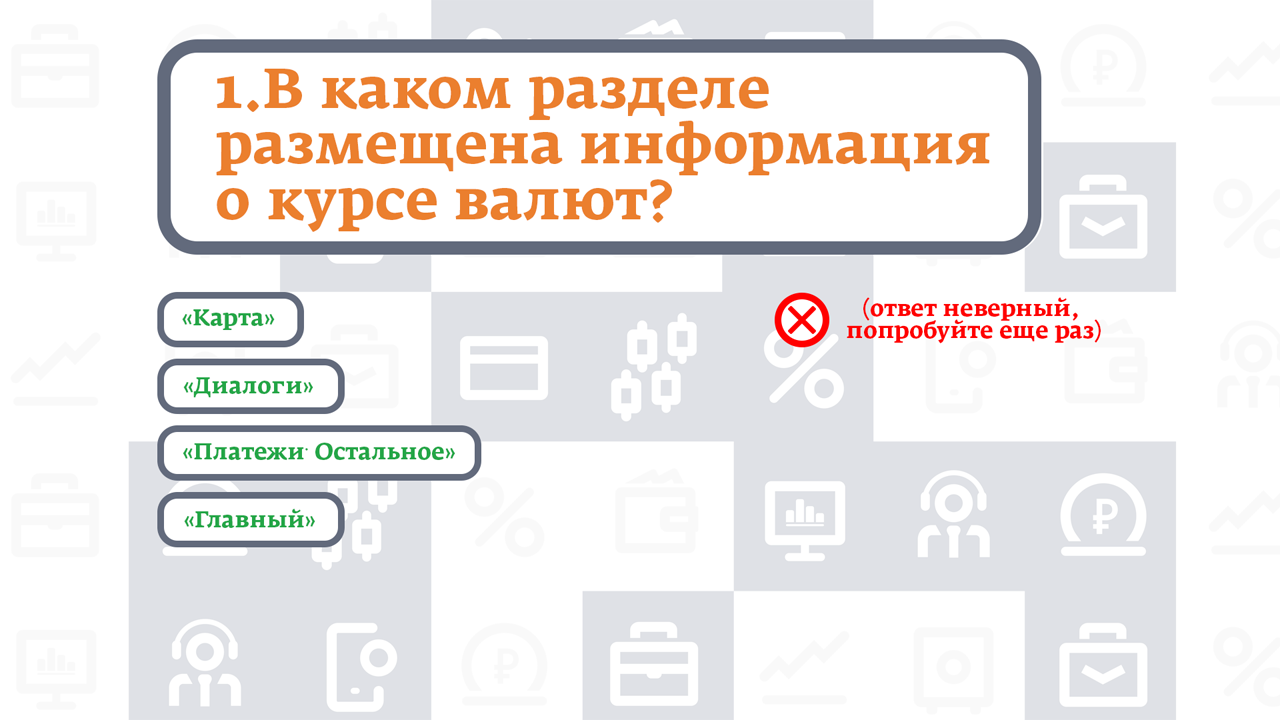 1.В каком разделе
размещена информация
о курсе валют?
«Карта»
(ответ неверный,
попробуйте еще раз)
«Диалоги»
«Платежи· Остальное»
«Главный»